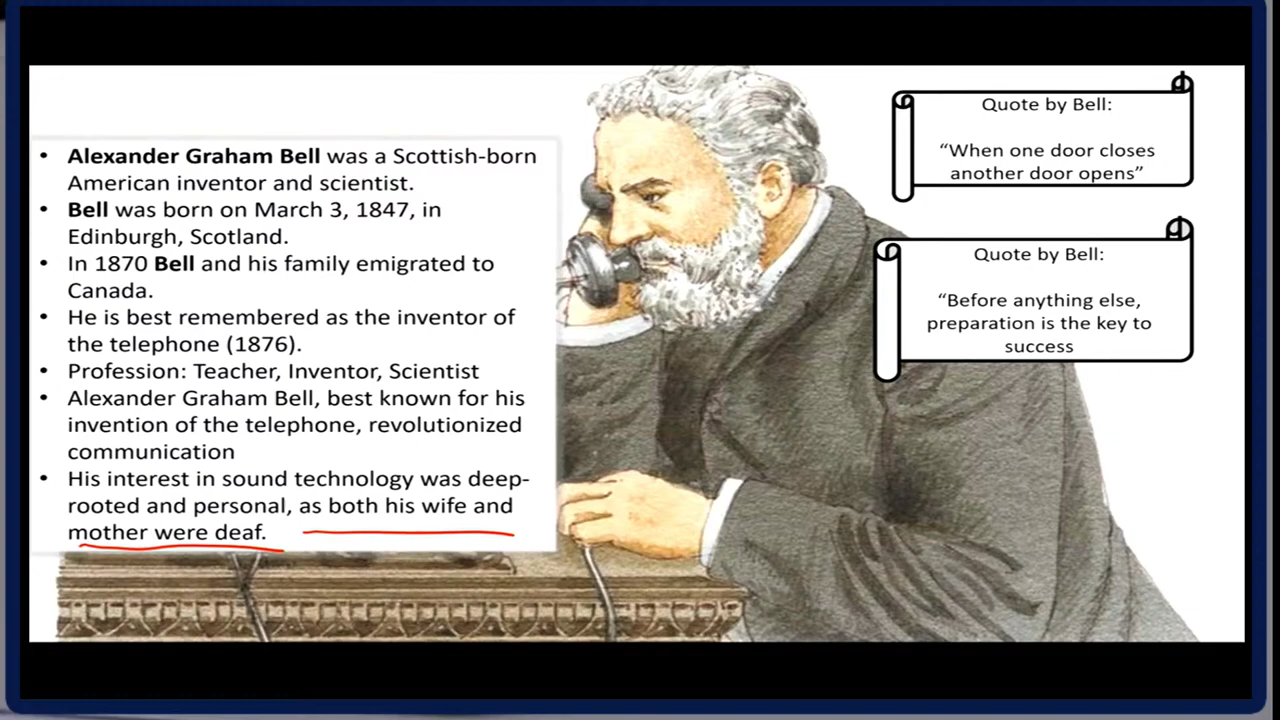 • Alexander Graham Bell was a Scottish-born
American inventor and scientist.
• Bell was born on March 3, 1847, in
Edinburgh, Scotland.
• In 1870 Bell and his family emigrated to
Canada.
• He is best remembered as the inventor of
the telephone (1876).
• Profession: Teacher, Inventor, Scientist
• Alexander Graham Bell, best known for his
invention of the telephone, revolutionized
communication
• His interest in sound technology was deep-
rooted and personal, as both his wife and
mother were deaf.
Quote by Bell:
“When one door closes
another door opens”
Quote by Bell:
“Before anything else,
preparation is the key to
success